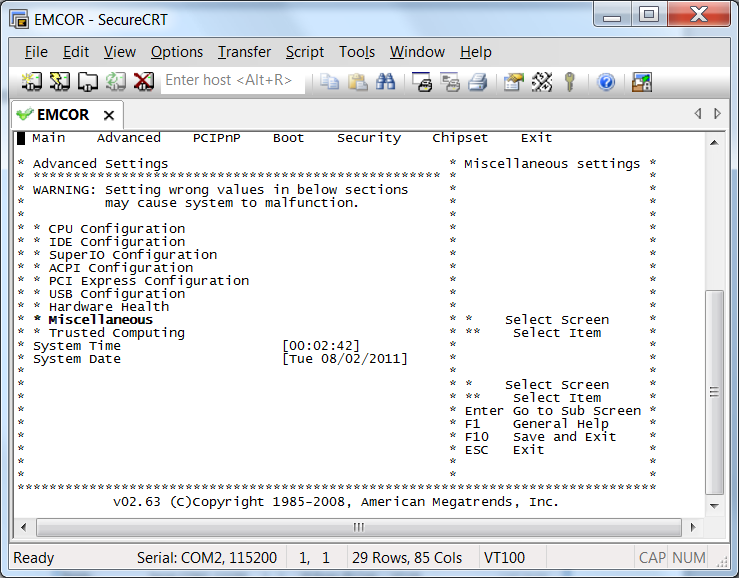 EMCOR - SecureCRT
File Edit View Options Transfer Script Tools Window Help
Enter host <Alt+R>
EMCOR
Main Advanced PCIPnP Boot Security Chipset Exit
* Advanced Settings * Miscellaneous settings *
* *************************************************** * *
* WARNING: Setting wrong values in below sections * *
* may cause system to malfunction. * *
* * *
* * CPU Configuration * *
* * IDE Configuration * *
* * SuperIO Configuration * *
* * ACPI Configuration * *
* * PCI Express Configuration * *
* * USB Configuration * *
* * Hardware Health * *
* * Miscellaneous * * Select Screen *
* * Trusted Computing * ** Select Item *
* System Time [00:02:42] * *
* System Date [Tue 08/02/2011] * *
* * *
* * * Select Screen *
* * ** Select Item *
* * Enter Go to Sub Screen *
* * F1 General Help *
* * F10 Save and Exit *
* * ESC Exit *
* * *
* * *
********************************************************************************
v02.63 (C)Copyright 1985-2008, American Megatrends, Inc.
Ready Serial: COM2, 115200 1, 1 29 Rows, 85 Cols VT100 CAP NUM